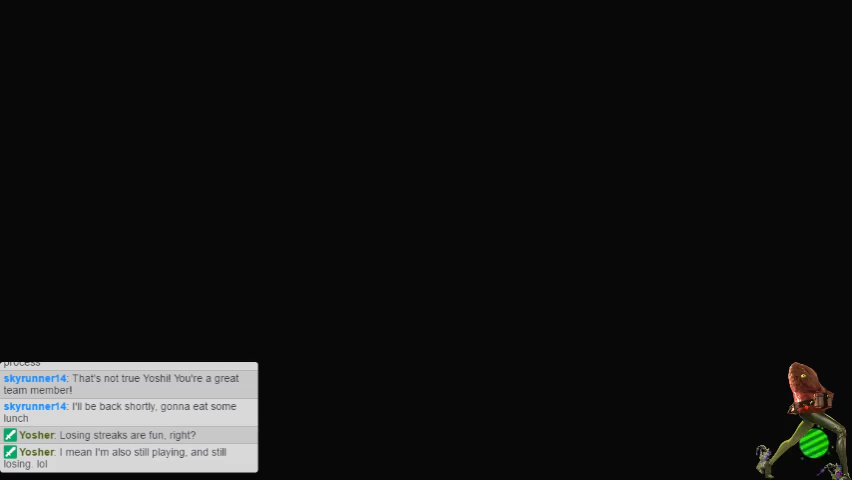 process
skyrunner14: That's not true Yoshi! You're a great
team member!
skyrunner14: I'll be back shortly, gonna eat some
lunch
Yosher: Losing streaks are fun, right?
Yosher: I mean I'm also still playing, and still
losing. lol